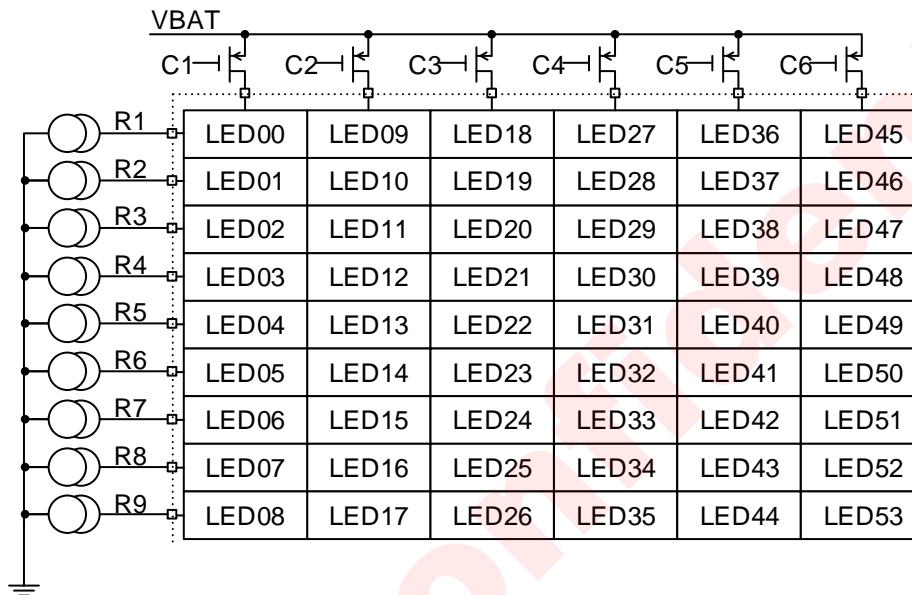 VBAT
C1 C2 C3 C4 C5 C6
R1 LED00 LED09 LED18 LED27 LED36 LED45
R2 LED01 LED10 LED19 LED28 LED37 LED46
R3 LED02 LED11 LED20 LED29 LED38 LED47
R4 LED03 LED12 LED21 LED30 LED39 LED48
R5 LED04 LED13 LED22 LED31 LED40 LED49
R6 LED05 LED14 LED23 LED32 LED41 LED50
R7 LED06 LED15 LED24 LED33 LED42 LED51
R8 LED07 LED16 LED25 LED34 LED43 LED52
R9 LED08 LED17 LED26 LED35 LED44 LED53
onfiden